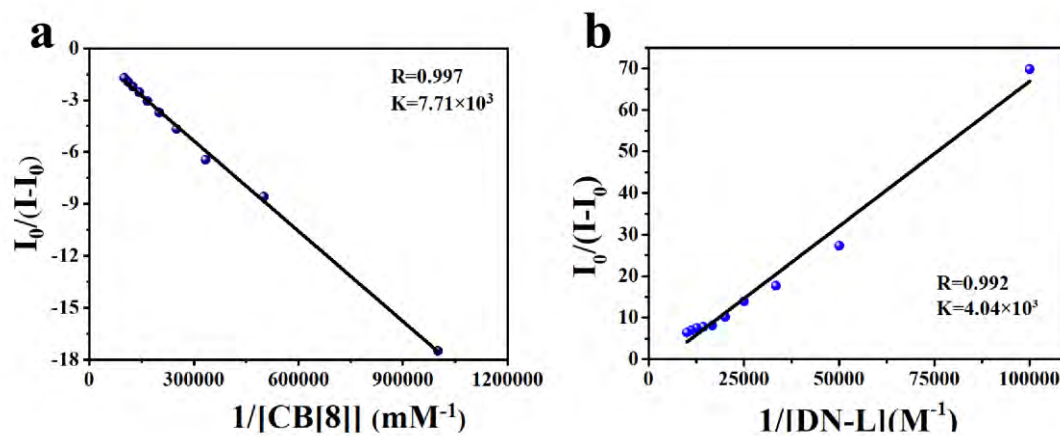 a
0
-3
-6
-9
-12
-15
-18
I₀/(I-I₀)
R=0.997
K=7.71×10³
0 300000 600000 900000 1200000
1/[CB[8]] (mM⁻¹)
b
70
60
50
40
30
20
10
0
I₀/(I-I₀)
R=0.992
K=4.04×10³
0 25000 50000 75000 100000
1/[DN-L](M⁻¹)